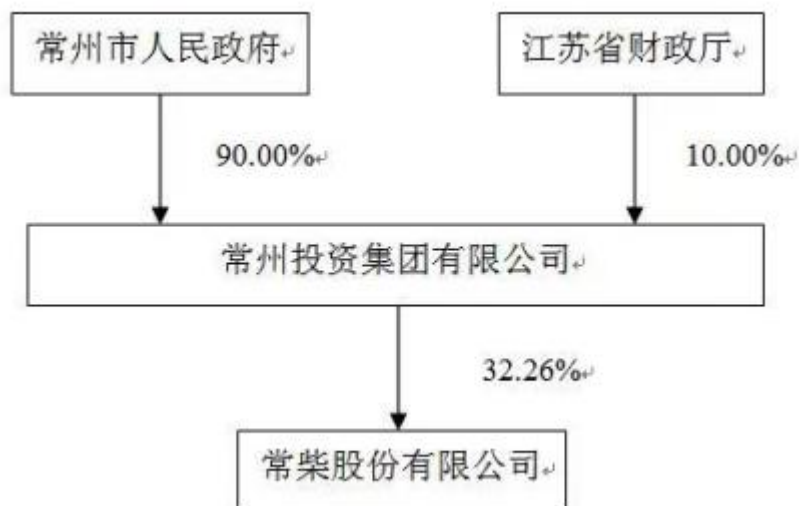 常州市人民政府
江苏省财政厅
90.00%
10.00%
常州投资集团有限公司
32.26%
常柴股份有限公司